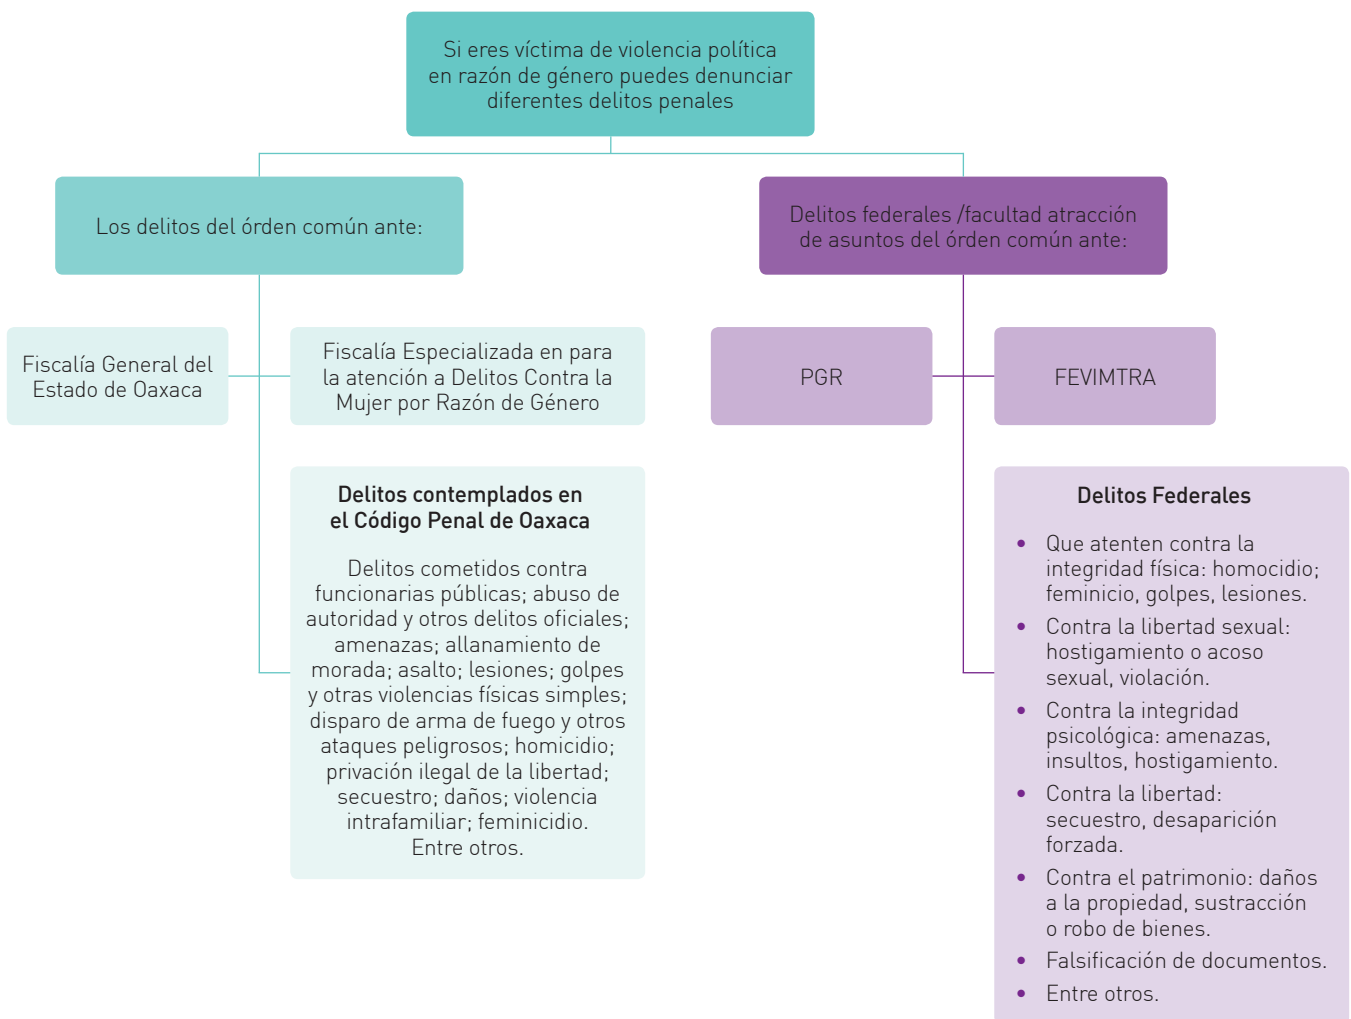 Si eres víctima de violencia política
en razón de género puedes denunciar
diferentes delitos penales
Los delitos del órden común ante:
Delitos federales /facultad atracción
de asuntos del órden común ante:
Fiscalía General del
Estado de Oaxaca
Fiscalía Especializada en para
la atención a Delitos Contra la
Mujer por Razón de Género
PGR
FEVIMTRA
Delitos contemplados en
el Código Penal de Oaxaca
Delitos cometidos contra
funcionarias públicas; abuso de
autoridad y otros delitos oficiales;
amenazas; allanamiento de
morada; asalto; lesiones; golpes
y otras violencias físicas simples;
disparo de arma de fuego y otros
ataques peligrosos; homicidio;
privación ilegal de la libertad;
secuestro; daños; violencia
intrafamiliar; feminicidio.
Entre otros.
Delitos Federales
• Que atenten contra la
integridad física: homocidio;
feminicio, golpes, lesiones.
• Contra la libertad sexual:
hostigamiento o acoso
sexual, violación.
• Contra la integridad
psicológica: amenazas,
insultos, hostigamiento.
• Contra la libertad:
secuestro, desaparición
forzada.
• Contra el patrimonio: daños
a la propiedad, sustracción
o robo de bienes.
• Falsificación de documentos.
• Entre otros.